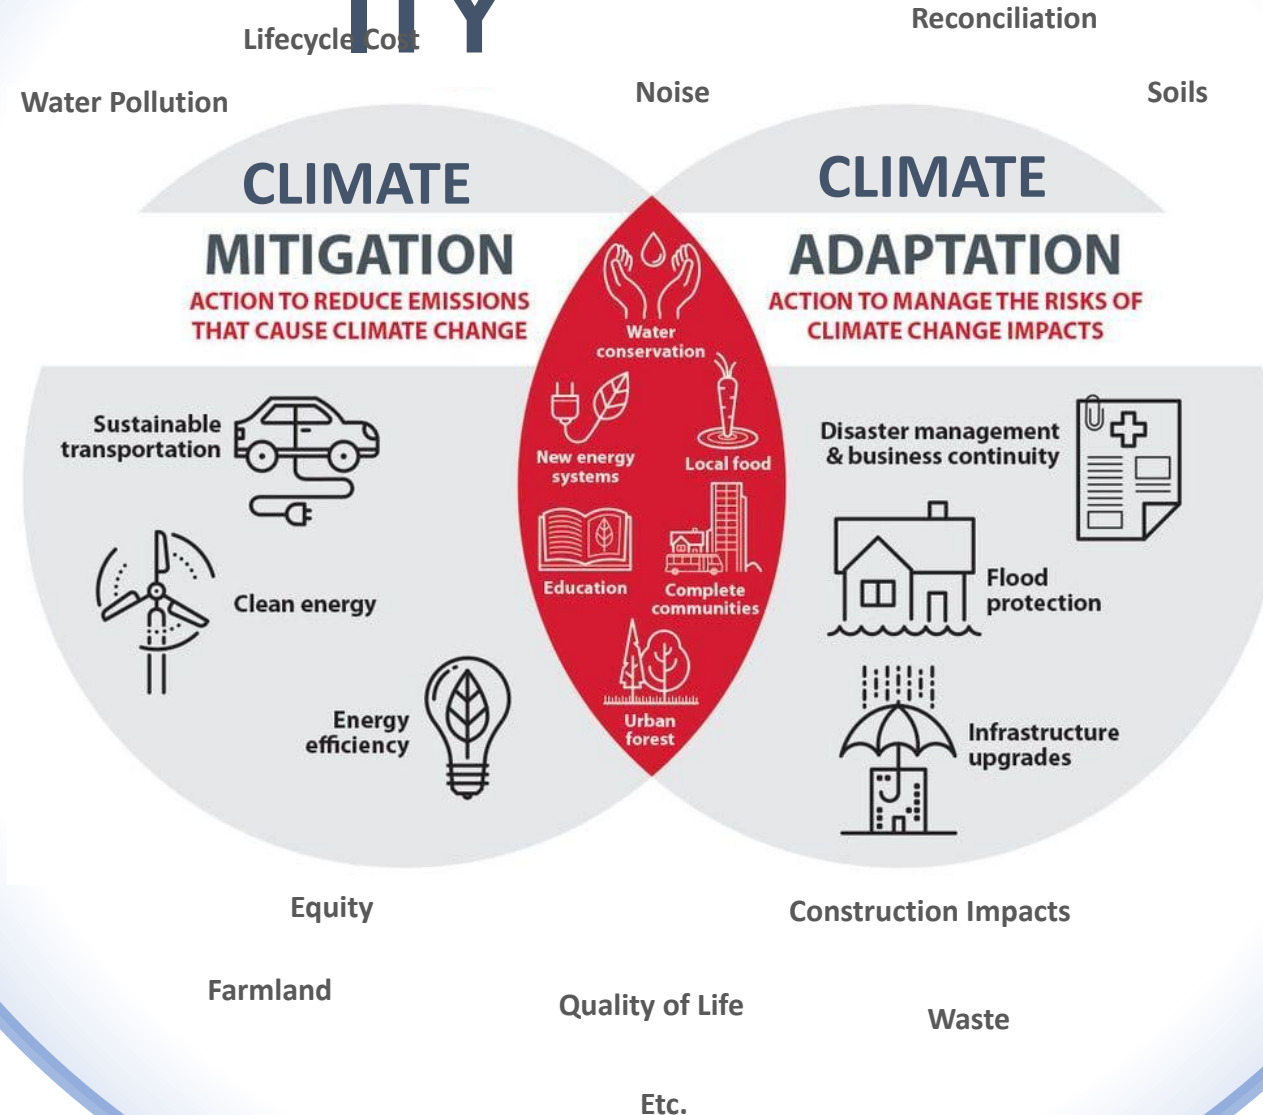 ITY
Lifecycle Cost
Reconciliation
Water Pollution
Noise
Soils
CLIMATE
MITIGATION
ACTION TO REDUCE EMISSIONS
THAT CAUSE CLIMATE CHANGE
CLIMATE
ADAPTATION
ACTION TO MANAGE THE RISKS OF
CLIMATE CHANGE IMPACTS
Sustainable
transportation
Clean energy
Energy
efficiency
Water
conservation
New energy
systems
Local food
Education
Complete
communities
Urban
forest
Disaster management
& business continuity
Flood
protection
Infrastructure
upgrades
Equity
Construction Impacts
Farmland
Quality of Life
Waste
Etc.